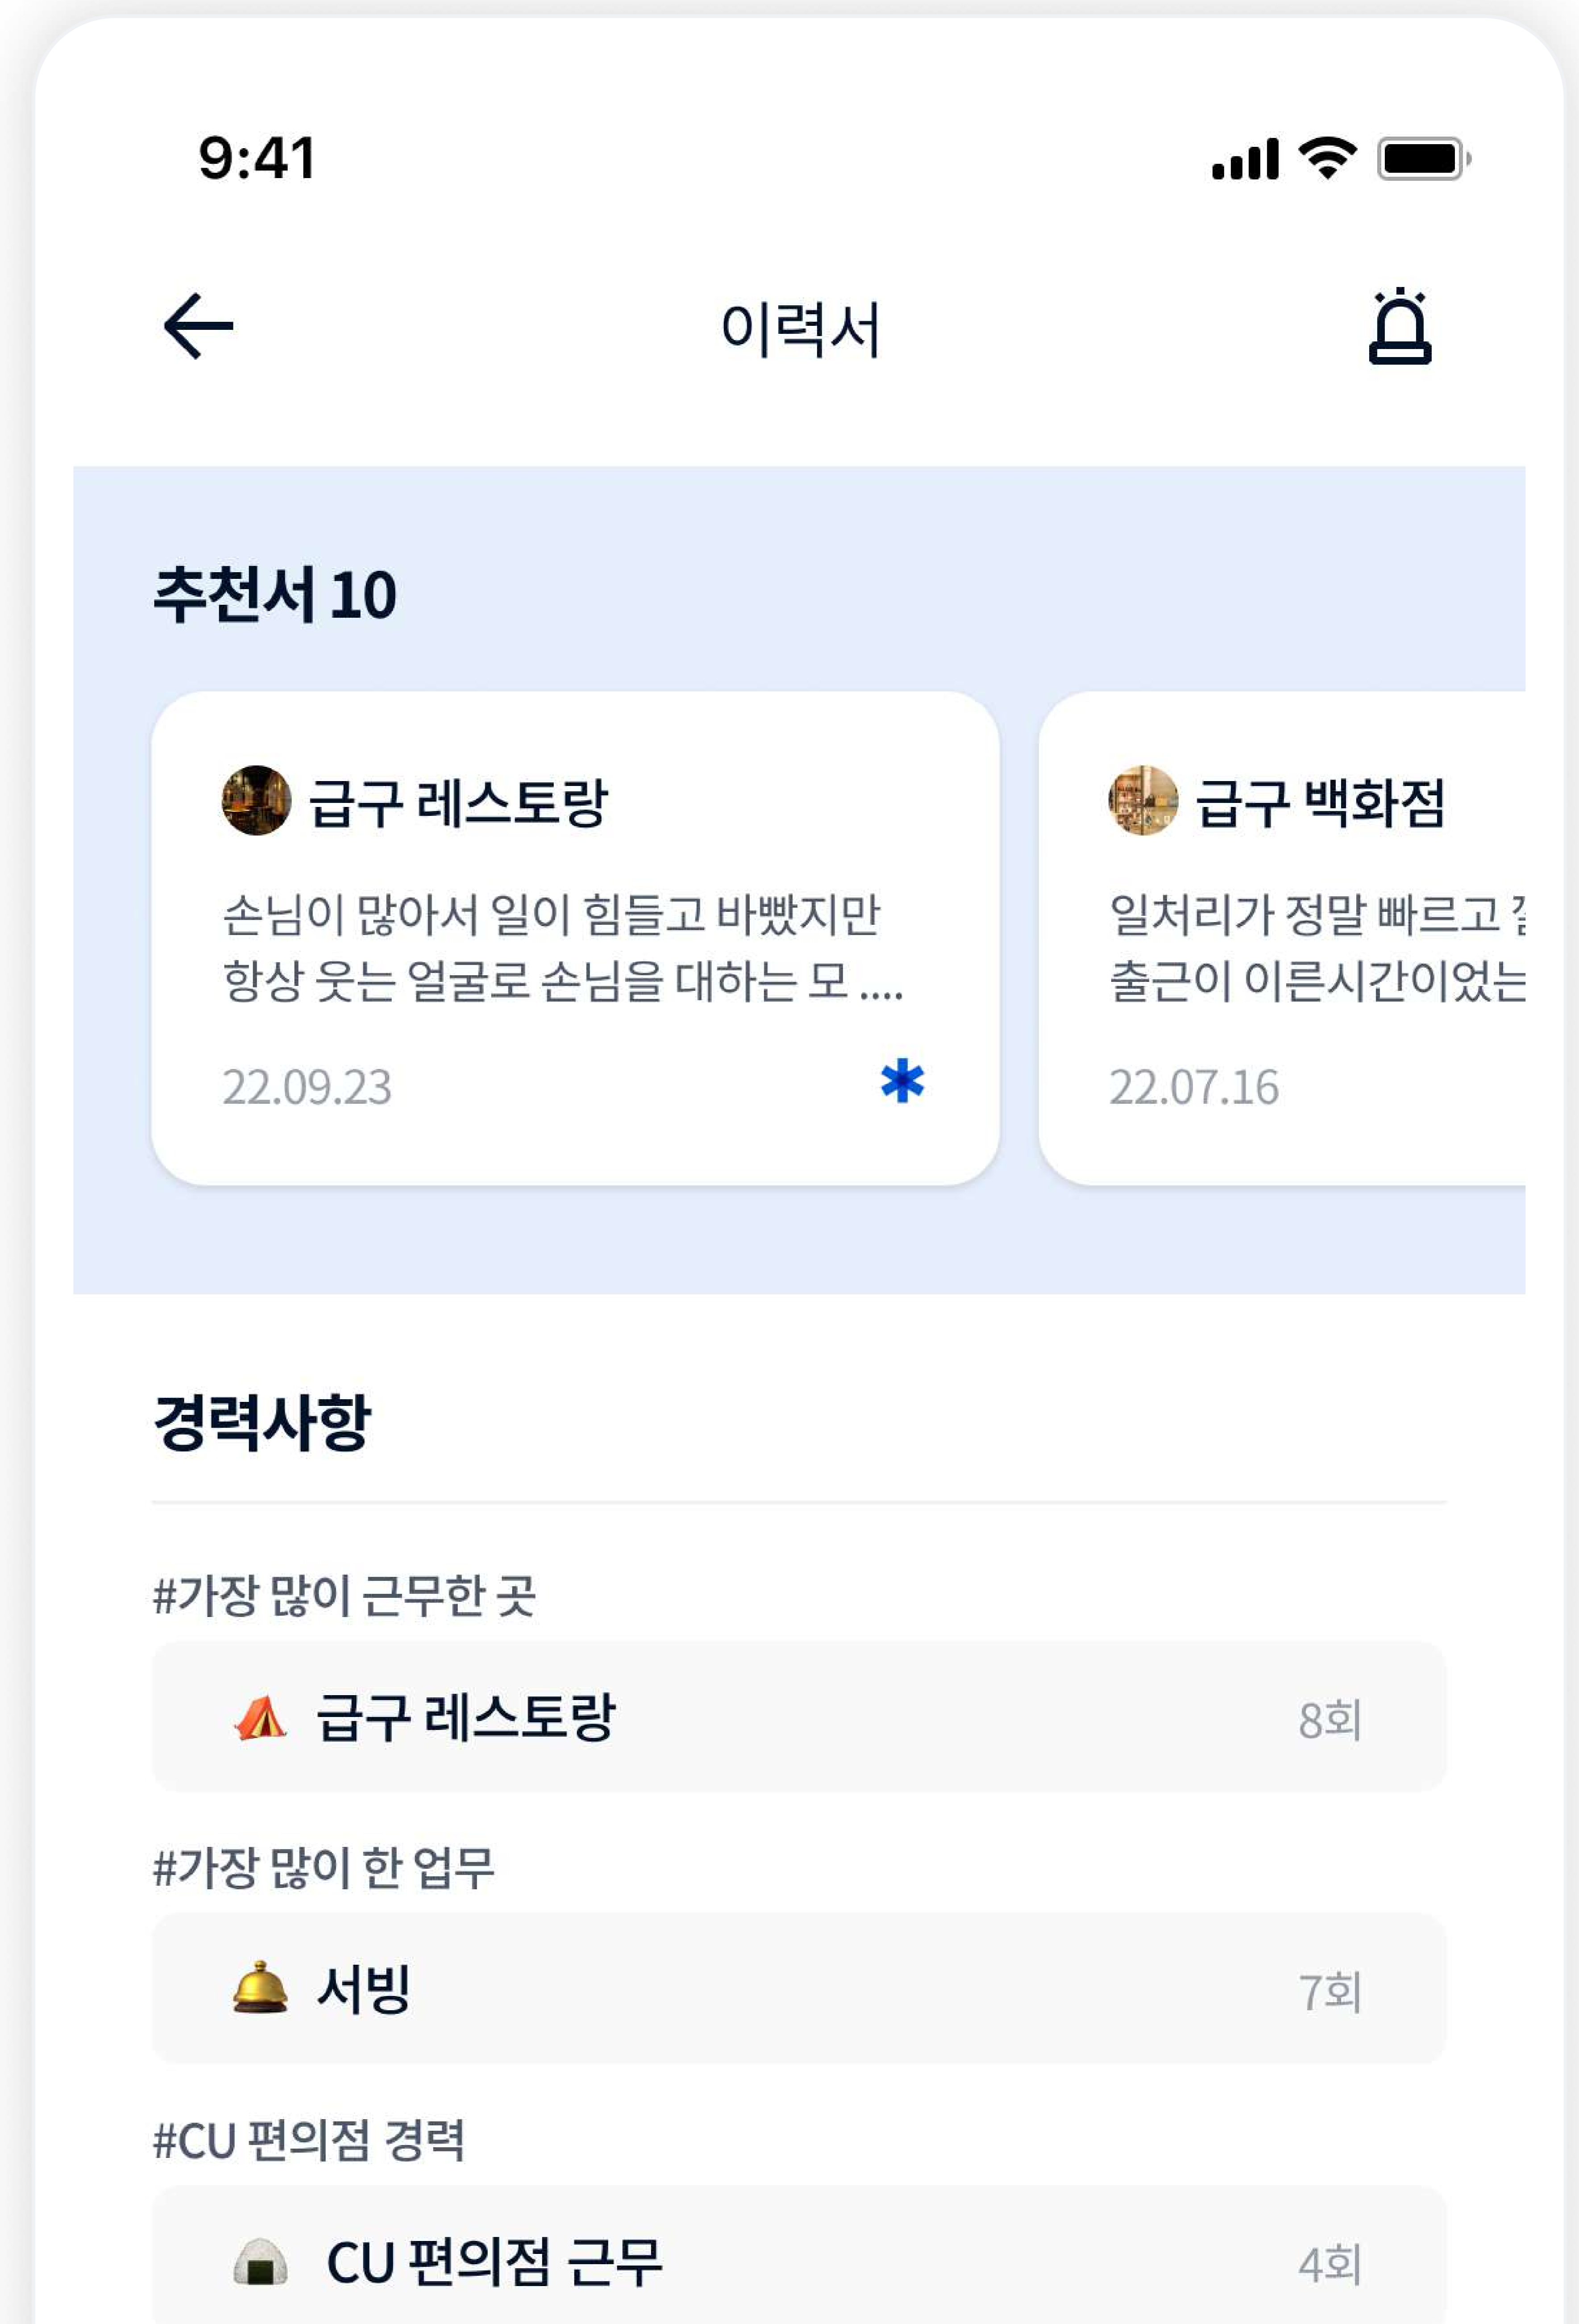 9:41
이력서
추천서 10
급구 레스토랑
손님이 많아서 일이 힘들고 바빴지만
항상 웃는 얼굴로 손님을 대하는 모 ....
22.09.23
급구 백화점
일처리가 정말 빠르고
출근이 이른시간이었는
22.07.16
경력사항
#가장 많이 근무한 곳
급구 레스토랑
8회
#가장 많이 한 업무
서빙
7회
#CU 편의점 경력
CU 편의점 근무
4회